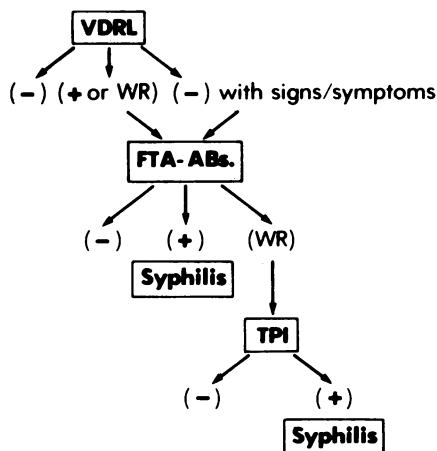 VDRL
(-) (+ or WR) (-) with signs/symptoms
FTA-ABs.
(-) (+) (WR)
Syphilis
TPI
(-) (+)
Syphilis